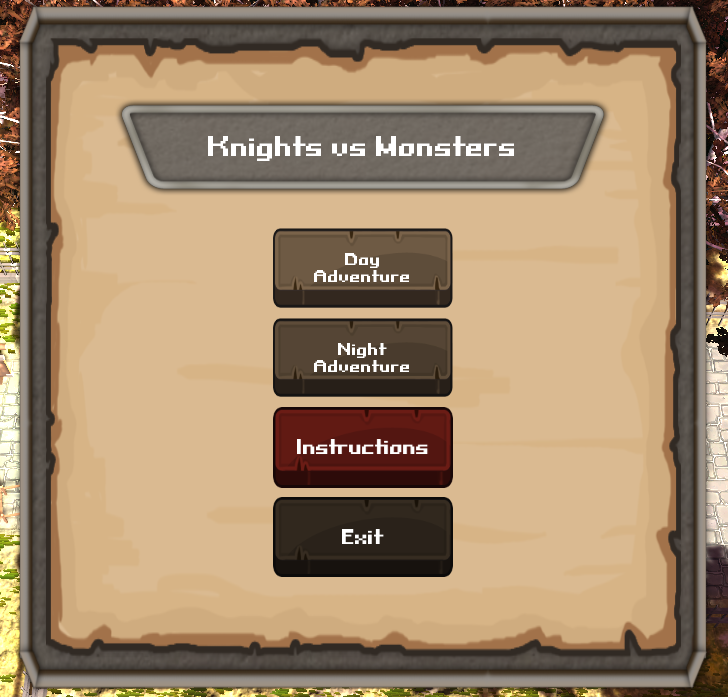 Knights vs Monsters
Day
Adventure
Night
Adventure
Instructions
Exit